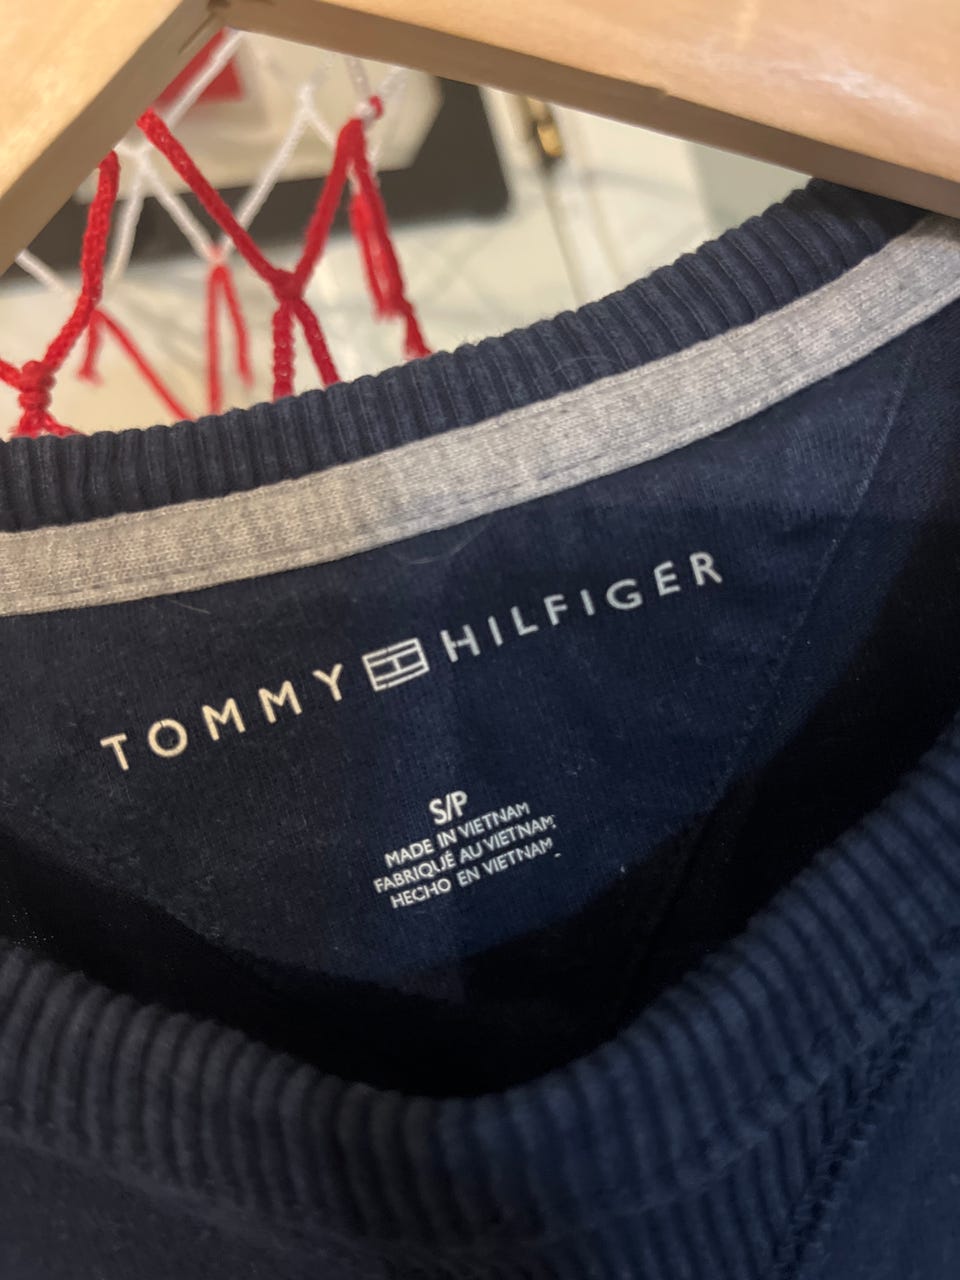 TOMMY HILFIGER
S/P
MADE IN VIETNAM
FABRIQUÉ AU VIETNAM
HECHO EN VIETNAM